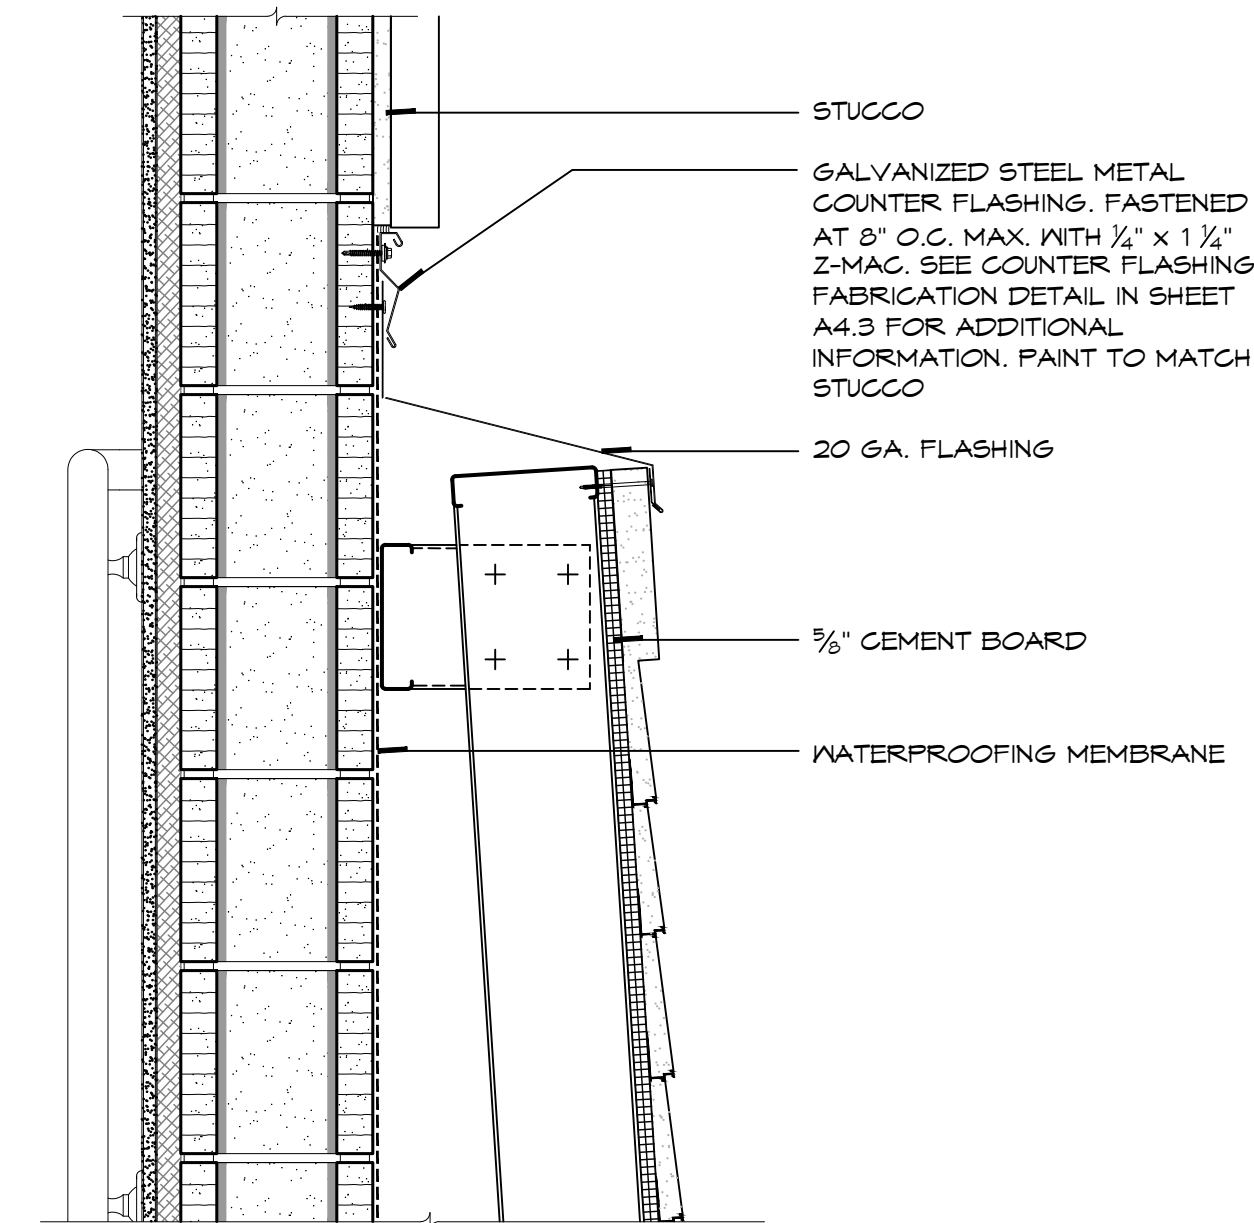 STUCCO
GALVANIZED STEEL METAL
COUNTER FLASHING. FASTENED
AT 8" O.C. MAX. WITH ¼" x 1 ¼"
Z-MAC. SEE COUNTER FLASHING
FABRICATION DETAIL IN SHEET
A4.3 FOR ADDITIONAL
INFORMATION. PAINT TO MATCH
STUCCO
20 GA. FLASHING
⅝" CEMENT BOARD
WATERPROOFING MEMBRANE